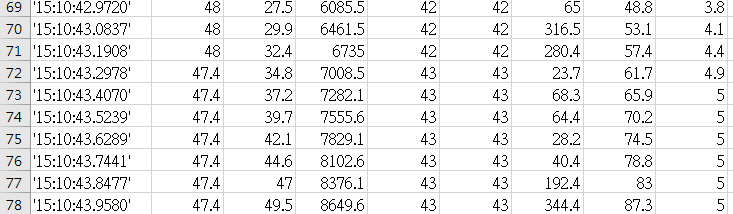 69 '15:10:42.9720' 48 27.5 6085.5 42 42 65 48.8 3.8
70 '15:10:43.0837' 48 29.9 6461.5 42 42 316.5 53.1 4.1
71 '15:10:43.1908' 48 32.4 6735 42 42 280.4 57.4 4.4
72 '15:10:43.2978' 47.4 34.8 7008.5 43 43 23.7 61.7 4.9
73 '15:10:43.4070' 47.4 37.2 7282.1 43 43 68.3 65.9 5
74 '15:10:43.5239' 47.4 39.7 7555.6 43 43 64.4 70.2 5
75 '15:10:43.6289' 47.4 42.1 7829.1 43 43 28.2 74.5 5
76 '15:10:43.7441' 47.4 44.6 8102.6 43 43 40.4 78.8 5
77 '15:10:43.8477' 47.4 47 8376.1 43 43 192.4 83 5
78 '15:10:43.9580' 47.4 49.5 8649.6 43 43 344.4 87.3 5